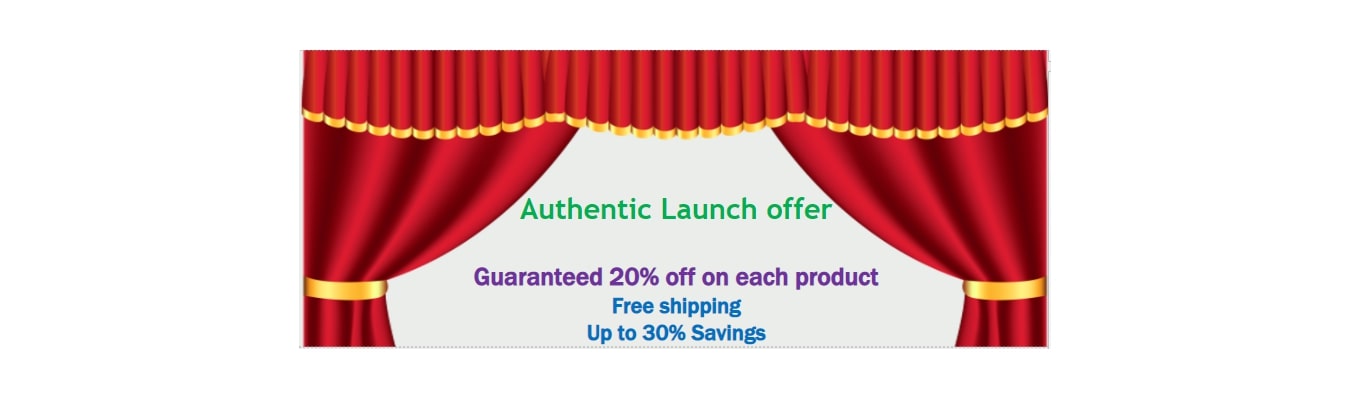 Authentic Launch offer
Guaranteed 20% off on each product
Free shipping
Up to 30% Savings